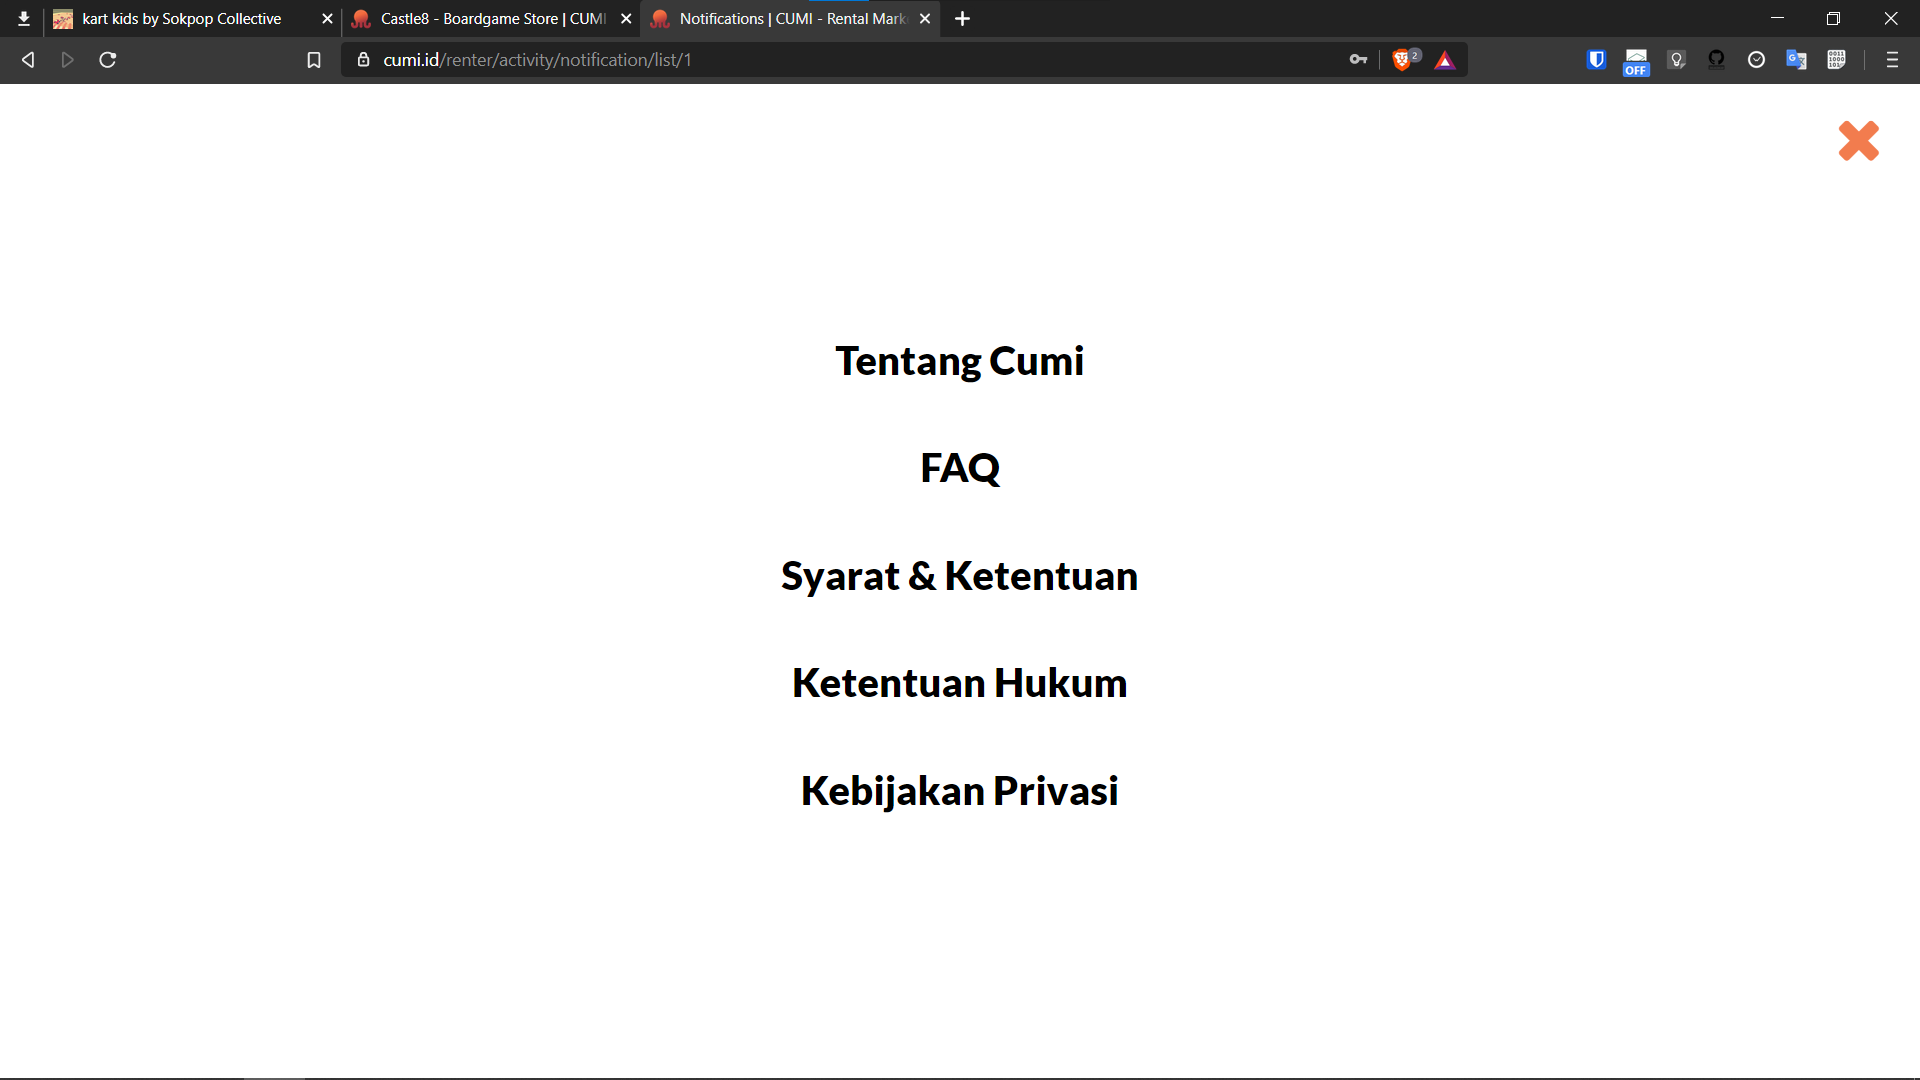 kart kids by Sokpop Collective
Castle8 - Boardgame Store | CUMI
Notifications | CUMI - Rental Mark
cumi.id/renter/activity/notification/list/1
2
OFF
Tentang Cumi
FAQ
Syarat & Ketentuan
Ketentuan Hukum
Kebijakan Privasi